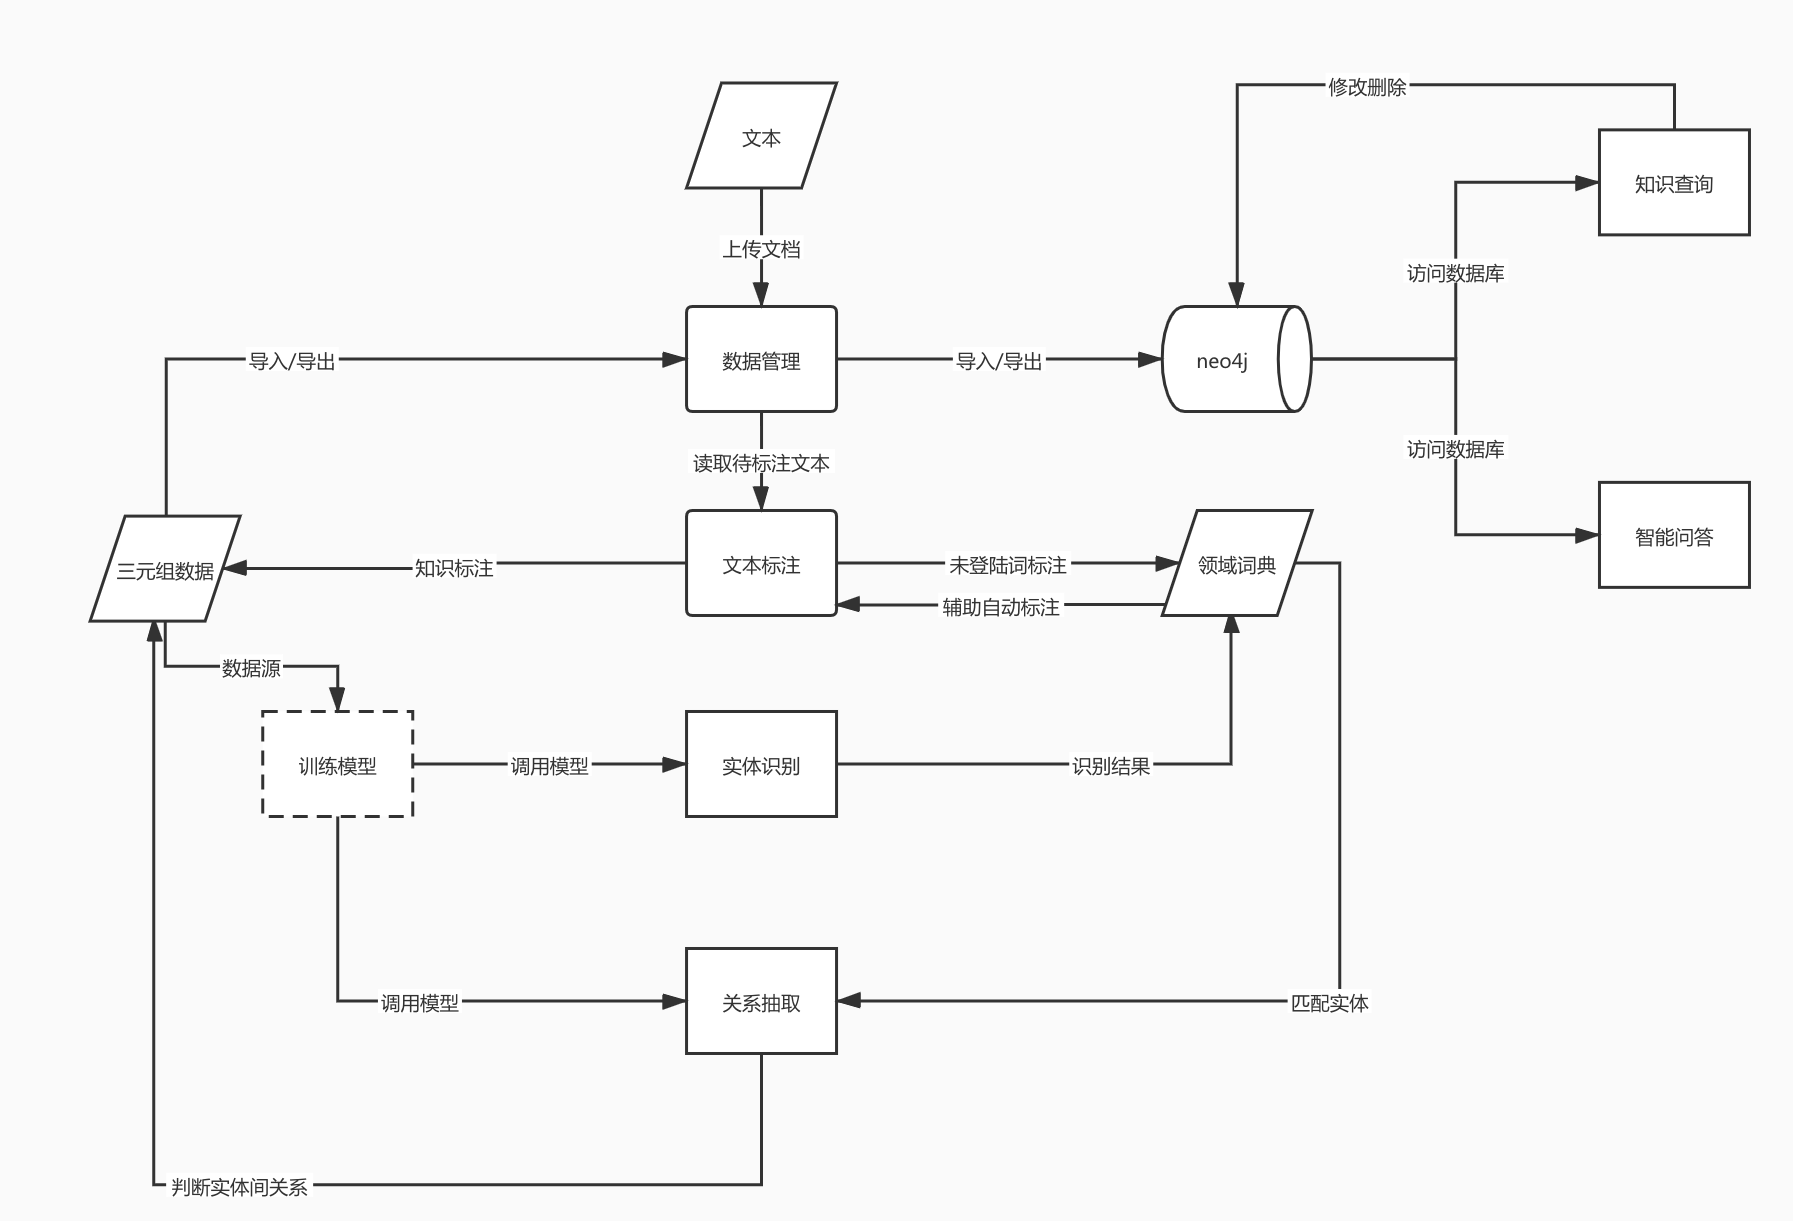 修改删除
文本
知识查询
上传文档
访问数据库
导入/导出
数据管理
导入/导出
neo4j
访问数据库
读取待标注文本
智能问答
三元组数据
知识标注
文本标注
未登陆词标注
领域词典
辅助自动标注
数据源
训练模型
调用模型
实体识别
识别结果
调用模型
关系抽取
匹配实体
判断实体间关系